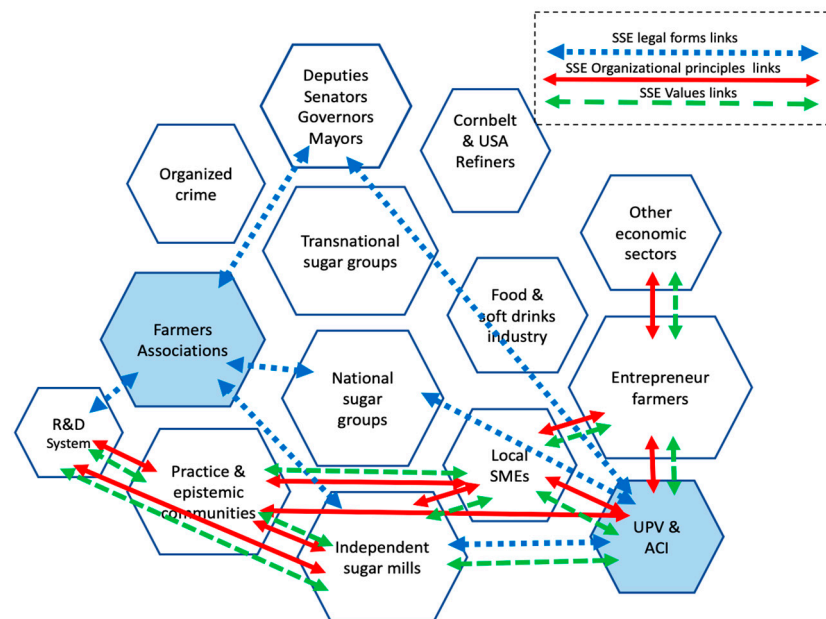 SSE legal forms links
SSE Organizational principles links
SSE Values links
Deputies
Senators
Governors
Mayors
Cornbelt
& USA
Refiners
Organized
crime
Other
economic
sectors
Transnational
sugar groups
Food &
soft drinks
industry
Farmers
Associations
National
sugar
groups
Entrepreneur
farmers
R&D
System
Practice &
epistemic
communities
Local
SMEs
Independent
sugar mills
UPV &
ACI